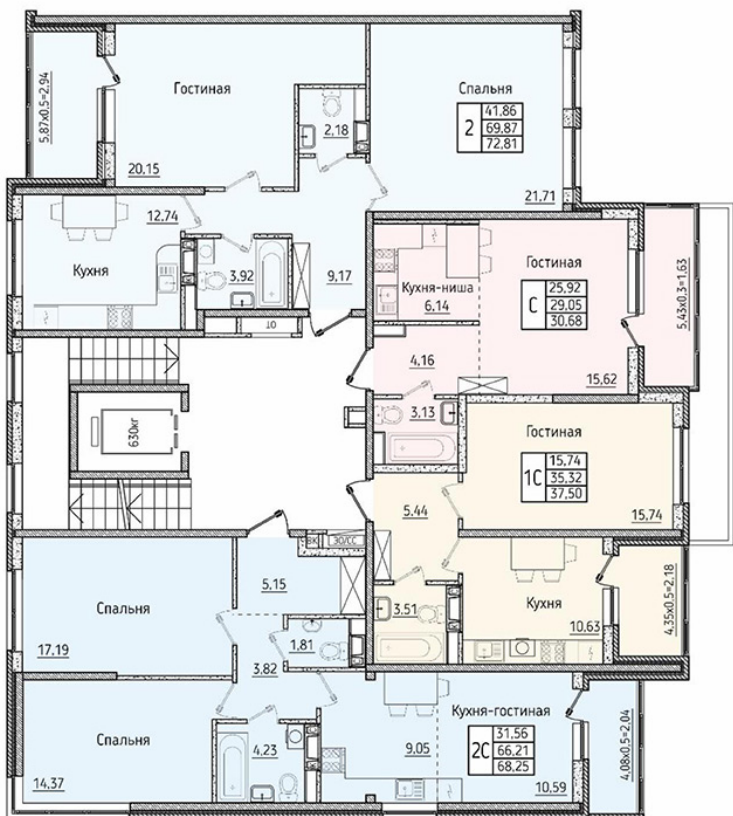 5,87x0.5=2.94
Гостиная
20.15
2.18
Спальня
2
41.86
69.87
72.81
21.71
12.74
Кухня
3.92
9.17
ОТ
Кухня-ниша
6.14
Гостиная
С
25.92
29.05
30.68
15.62
5,43x0.3=1.63
4.16
3.13
630кг
Гостиная
1С
15.74
35.32
37.50
15.74
5.44
Кухня
10.63
4,35x0.5=2.18
3.51
ВК
ЭО/СС
5.15
Спальня
17.19
1.81
3.82
Спальня
14.37
4.23
Кухня-гостиная
2С
31.56
66.21
68.25
9.05
10.59
4,08x0.5=2.04